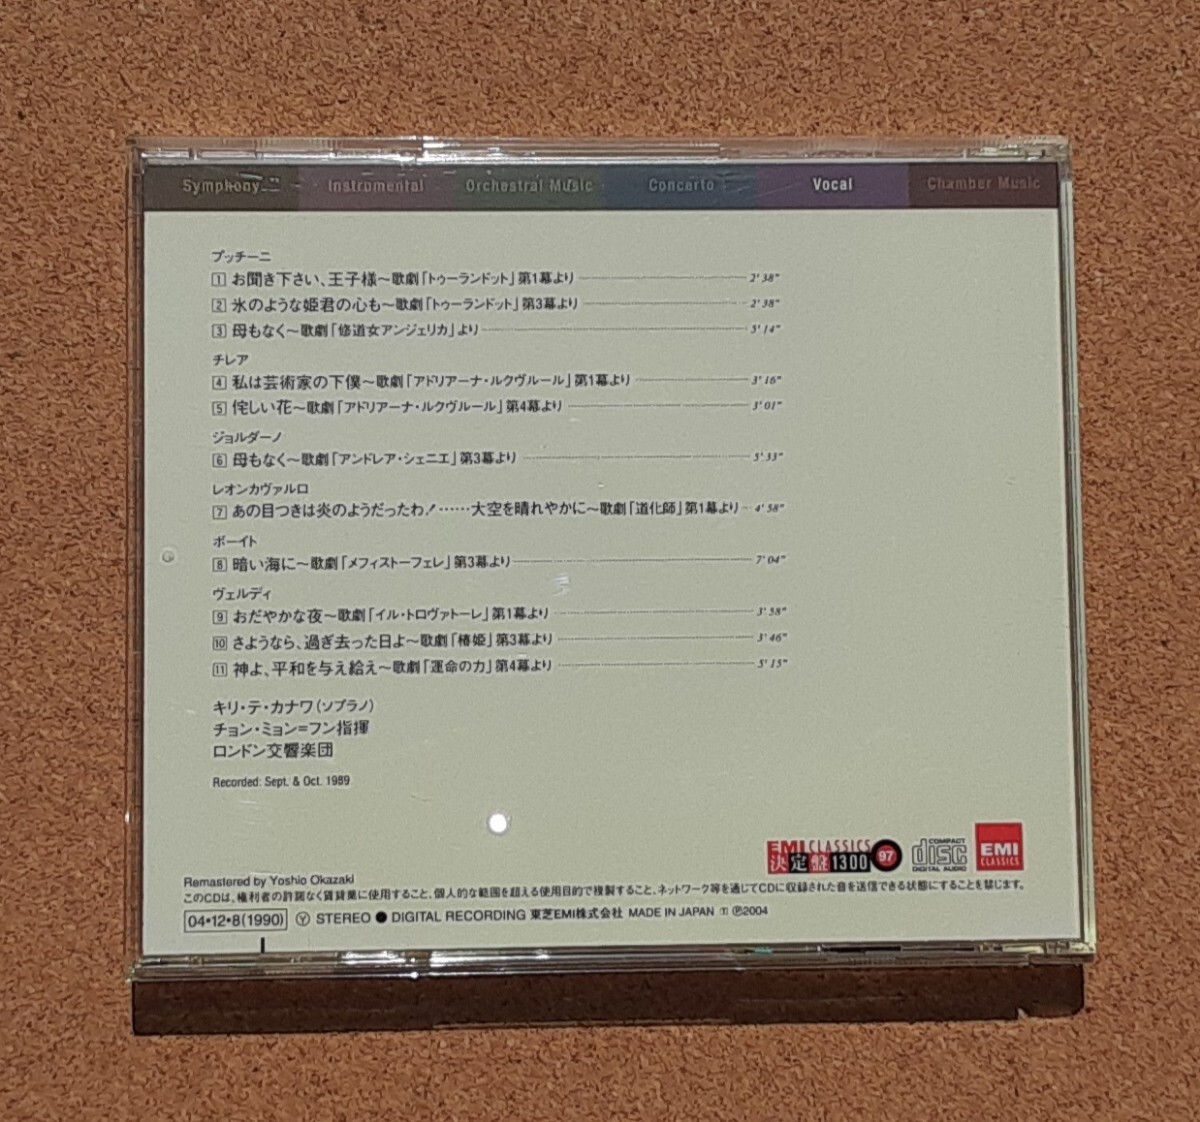 Symphony Instrumental Orchestral Music Concerto Vocal Chamber Music
プッチーニ
1 お聞き下さい、王子様～歌劇「トゥーランドット」第1幕より 2'38"
2 氷のような姫君の心も～歌劇「トゥーランドット」第3幕より 2'38"
3 母もなく～歌劇「修道女アンジェリカ」より 5'14"
チレア
4 私は芸術家の下僕～歌劇「アドリアーナ・ルクヴルール」第1幕より 3'16"
5 侘しい花～歌劇「アドリアーナ・ルクヴルール」第4幕より 3'01"
ジョルダーノ
6 母もなく～歌劇「アンドレア・シェニエ」第3幕より 5'33"
レオンカヴァルロ
7 あの目つきは炎のようだったわ!……大空を晴れやかに～歌劇「道化師」第1幕より 4'58"
ボーイト
8 暗い海に～歌劇「メフィストーフェレ」第3幕より 7'04"
ヴェルディ
9 おだやかな夜～歌劇「イル・トロヴァトーレ」第1幕より 3'58"
10 さようなら、過ぎ去った日よ～歌劇「椿姫」第3幕より 3'46"
11 神よ、平和を与え給え～歌劇「運命の力」第4幕より 5'15"
キリ・テ・カナワ(ソプラノ)
チョン・ミョン=フン指揮
ロンドン交響楽団
Recorded: Sept. & Oct. 1989
EMI CLASSICS
決定盤1300 97
COMPACT disc DIGITAL AUDIO
EMI CLASSICS
Remastered by Yoshio Okazaki
このCDは、権利者の許諾なく賃貸業に使用すること、個人的な範囲を超える使用目的で複製すること、ネットワーク等を通じてCDに収録された音を送信できる状態にすることを禁じます。
04・12・8(1990) Ⓨ STEREO ● DIGITAL RECORDING 東芝EMI株式会社 MADE IN JAPAN ① ℗2004